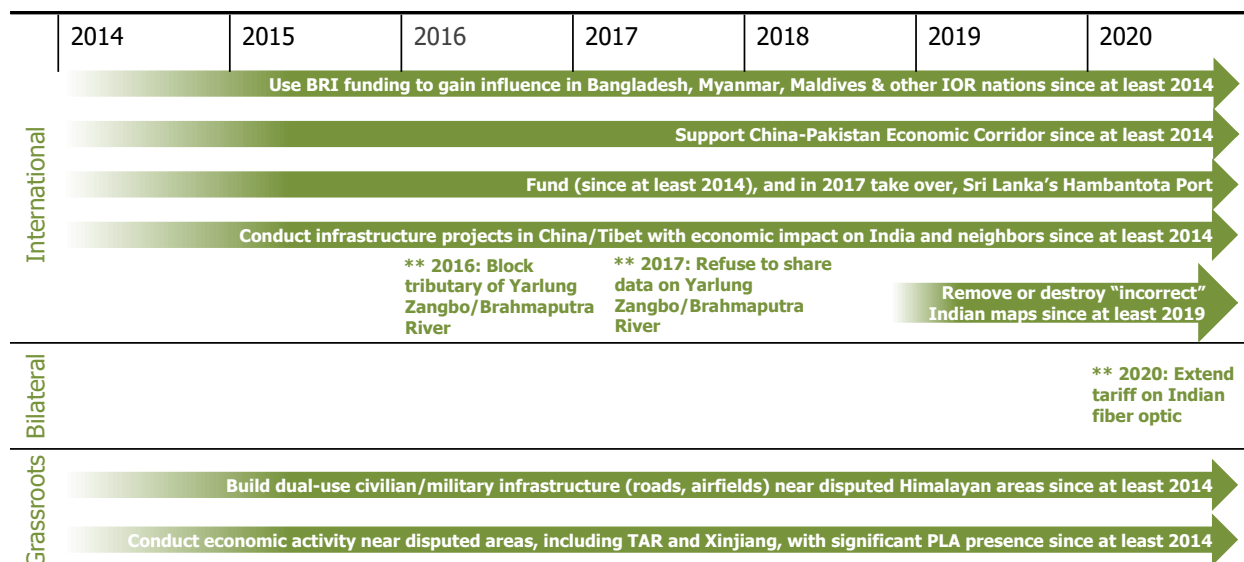 2014 2015 2016 2017 2018 2019 2020
International
Use BRI funding to gain influence in Bangladesh, Myanmar, Maldives & other IOR nations since at least 2014
Support China-Pakistan Economic Corridor since at least 2014
Fund (since at least 2014), and in 2017 take over, Sri Lanka's Hambantota Port
Conduct infrastructure projects in China/Tibet with economic impact on India and neighbors since at least 2014
** 2016: Block
tributary of Yarlung
Zangbo/Brahmaputra
River
** 2017: Refuse to share
data on Yarlung
Zangbo/Brahmaputra
River
Remove or destroy “incorrect”
Indian maps since at least 2019
Bilateral
** 2020: Extend
tariff on Indian
fiber optic
Grassroots
Build dual-use civilian/military infrastructure (roads, airfields) near disputed Himalayan areas since at least 2014
Conduct economic activity near disputed areas, including TAR and Xinjiang, with significant PLA presence since at least 2014